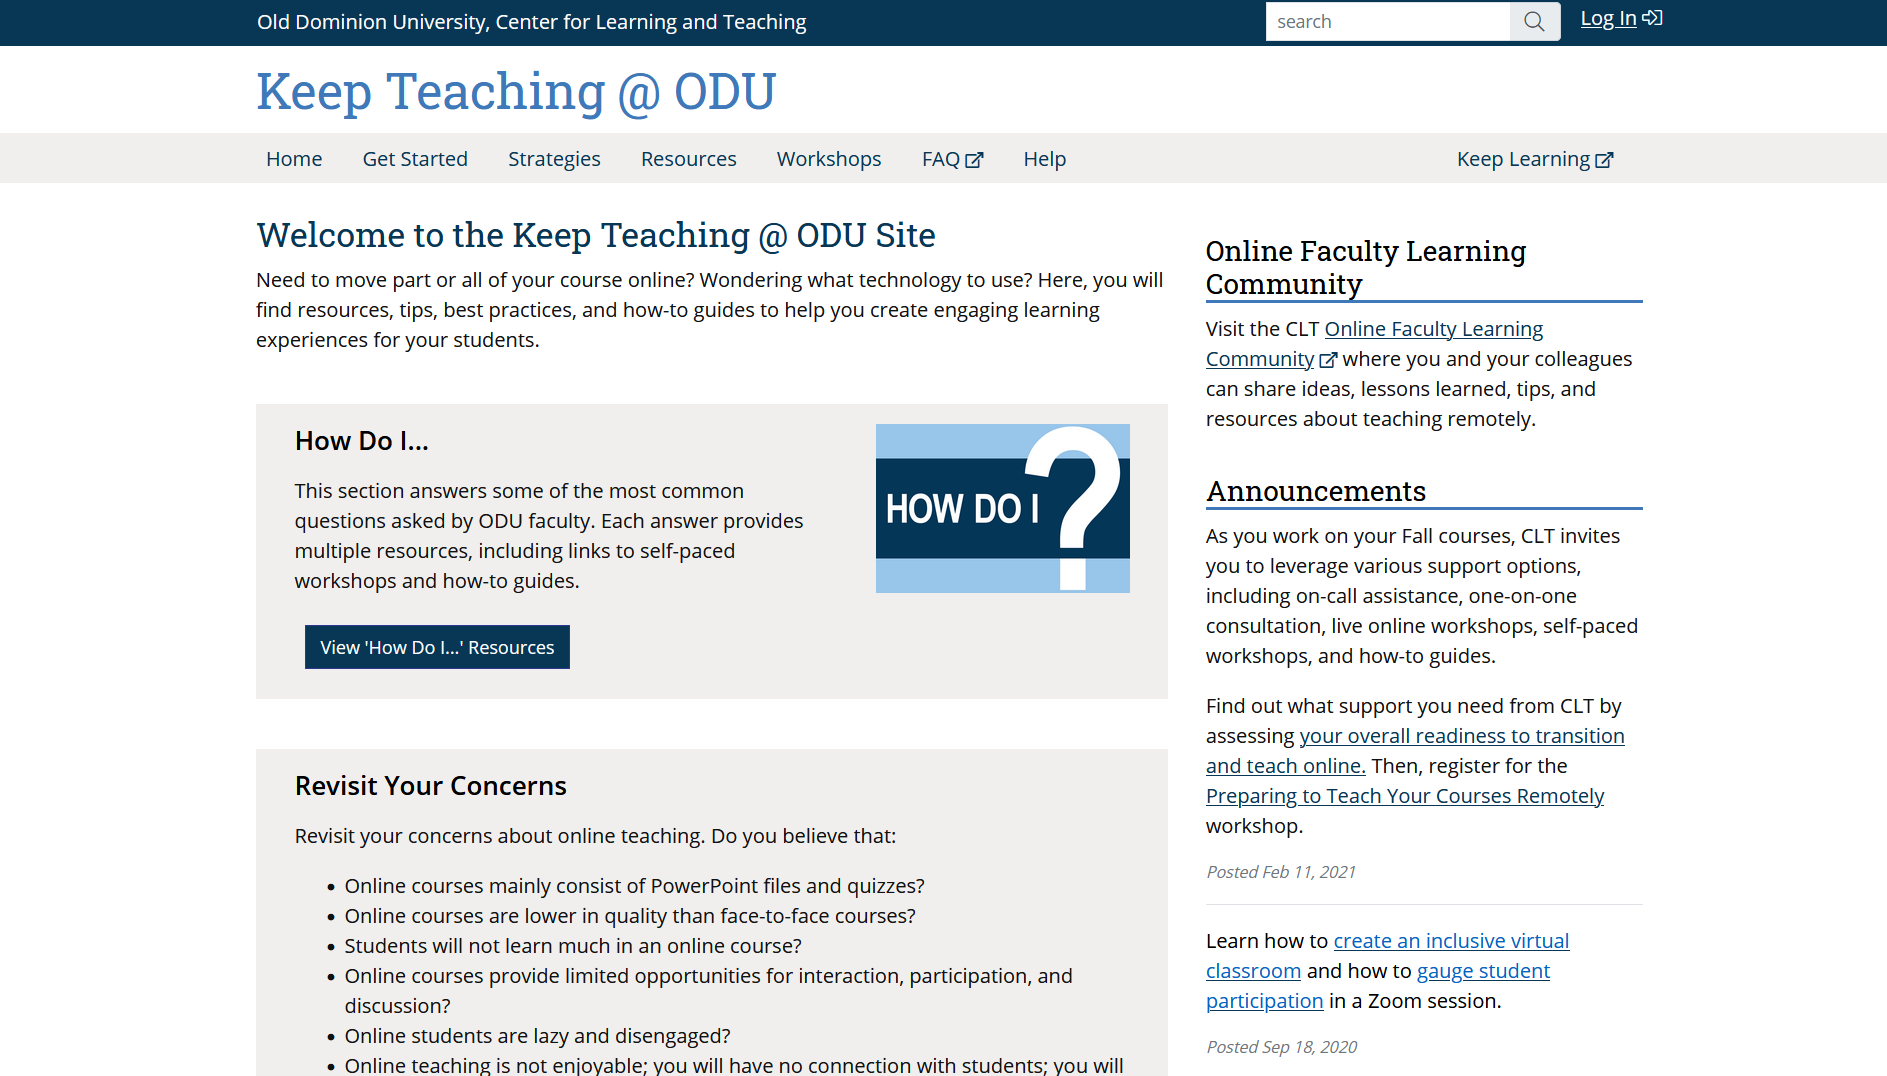 Old Dominion University, Center for Learning and Teaching
search
Log In
Keep Teaching @ ODU
Home Get Started Strategies Resources Workshops FAQ Help Keep Learning
Welcome to the Keep Teaching @ ODU Site
Need to move part or all of your course online? Wondering what technology to use? Here, you will
find resources, tips, best practices, and how-to guides to help you create engaging learning
experiences for your students.
How Do I...
This section answers some of the most common
questions asked by ODU faculty. Each answer provides
multiple resources, including links to self-paced
workshops and how-to guides.
HOW DO I ?
View 'How Do I...' Resources
Revisit Your Concerns
Revisit your concerns about online teaching. Do you believe that:
• Online courses mainly consist of PowerPoint files and quizzes?
• Online courses are lower in quality than face-to-face courses?
• Students will not learn much in an online course?
• Online courses provide limited opportunities for interaction, participation, and
discussion?
• Online students are lazy and disengaged?
• Online teaching is not enjoyable; you will have no connection with students; you will
Online Faculty Learning
Community
Visit the CLT Online Faculty Learning
Community where you and your colleagues
can share ideas, lessons learned, tips, and
resources about teaching remotely.
Announcements
As you work on your Fall courses, CLT invites
you to leverage various support options,
including on-call assistance, one-on-one
consultation, live online workshops, self-paced
workshops, and how-to guides.
Find out what support you need from CLT by
assessing your overall readiness to transition
and teach online. Then, register for the
Preparing to Teach Your Courses Remotely
workshop.
Posted Feb 11, 2021
Learn how to create an inclusive virtual
classroom and how to gauge student
participation in a Zoom session.
Posted Sep 18, 2020